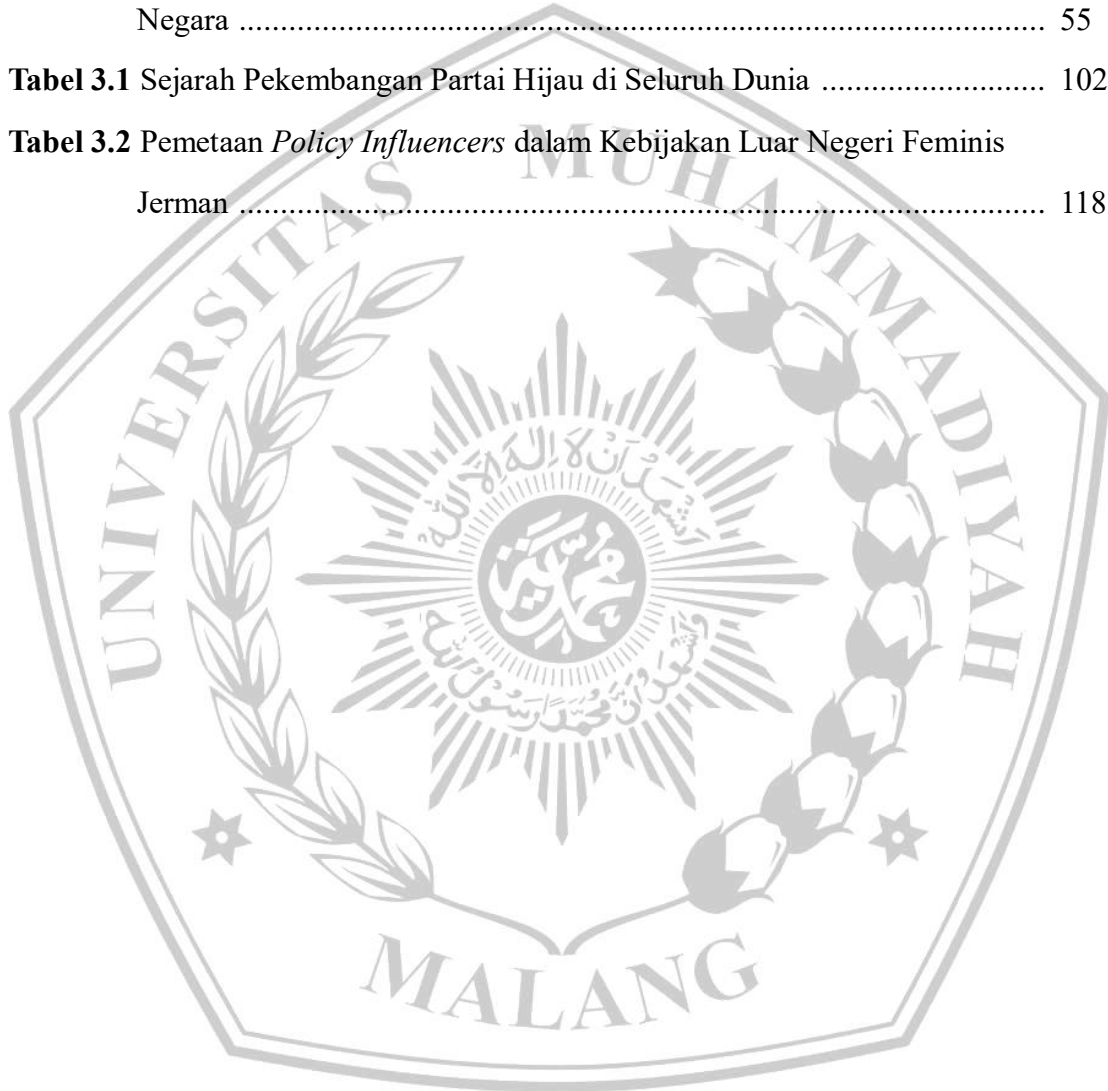 Negara ................................................................................ 55
Tabel 3.1 Sejarah Pekembangan Partai Hijau di Seluruh Dunia ......................... 102
Tabel 3.2 Pemetaan Policy Influencers dalam Kebijakan Luar Negeri Feminis
Jerman ................................................................................ 118
UNIVERSITAS MUHAMMADIYAH
MALANG